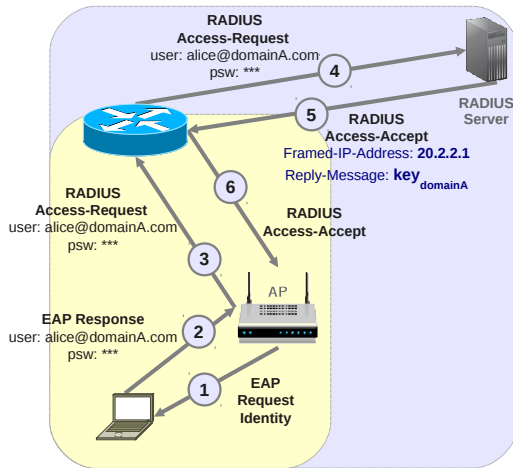 RADIUS
Access-Request
user: alice@domainA.com
psw: ***
4
5
RADIUS
Server
RADIUS
Access-Accept
Framed-IP-Address: 20.2.2.1
Reply-Message: key domainA
6
RADIUS
Access-Request
user: alice@domainA.com
psw: ***
RADIUS
Access-Accept
3
AP
EAP Response
user: alice@domainA.com
psw: ***
2
1
EAP
Request
Identity